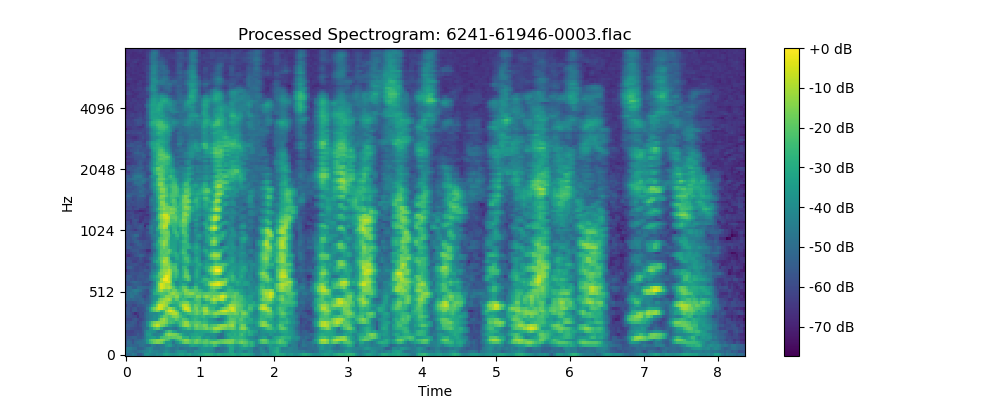 Processed Spectrogram: 6241-61946-0003.flac
Hz
4096
2048
1024
512
0
0 1 2 3 4 5 6 7 8
Time
+0 dB
-10 dB
-20 dB
-30 dB
-40 dB
-50 dB
-60 dB
-70 dB